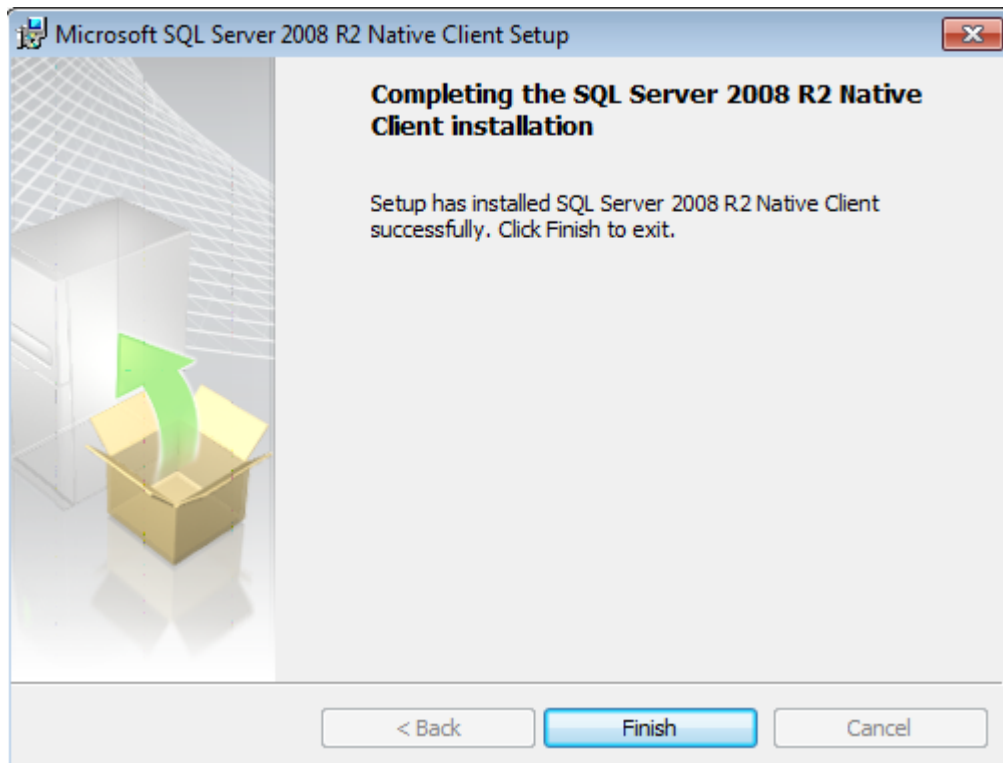 Microsoft SQL Server 2008 R2 Native Client Setup
Completing the SQL Server 2008 R2 Native
Client installation
Setup has installed SQL Server 2008 R2 Native Client
successfully. Click Finish to exit.
< Back
Finish
Cancel